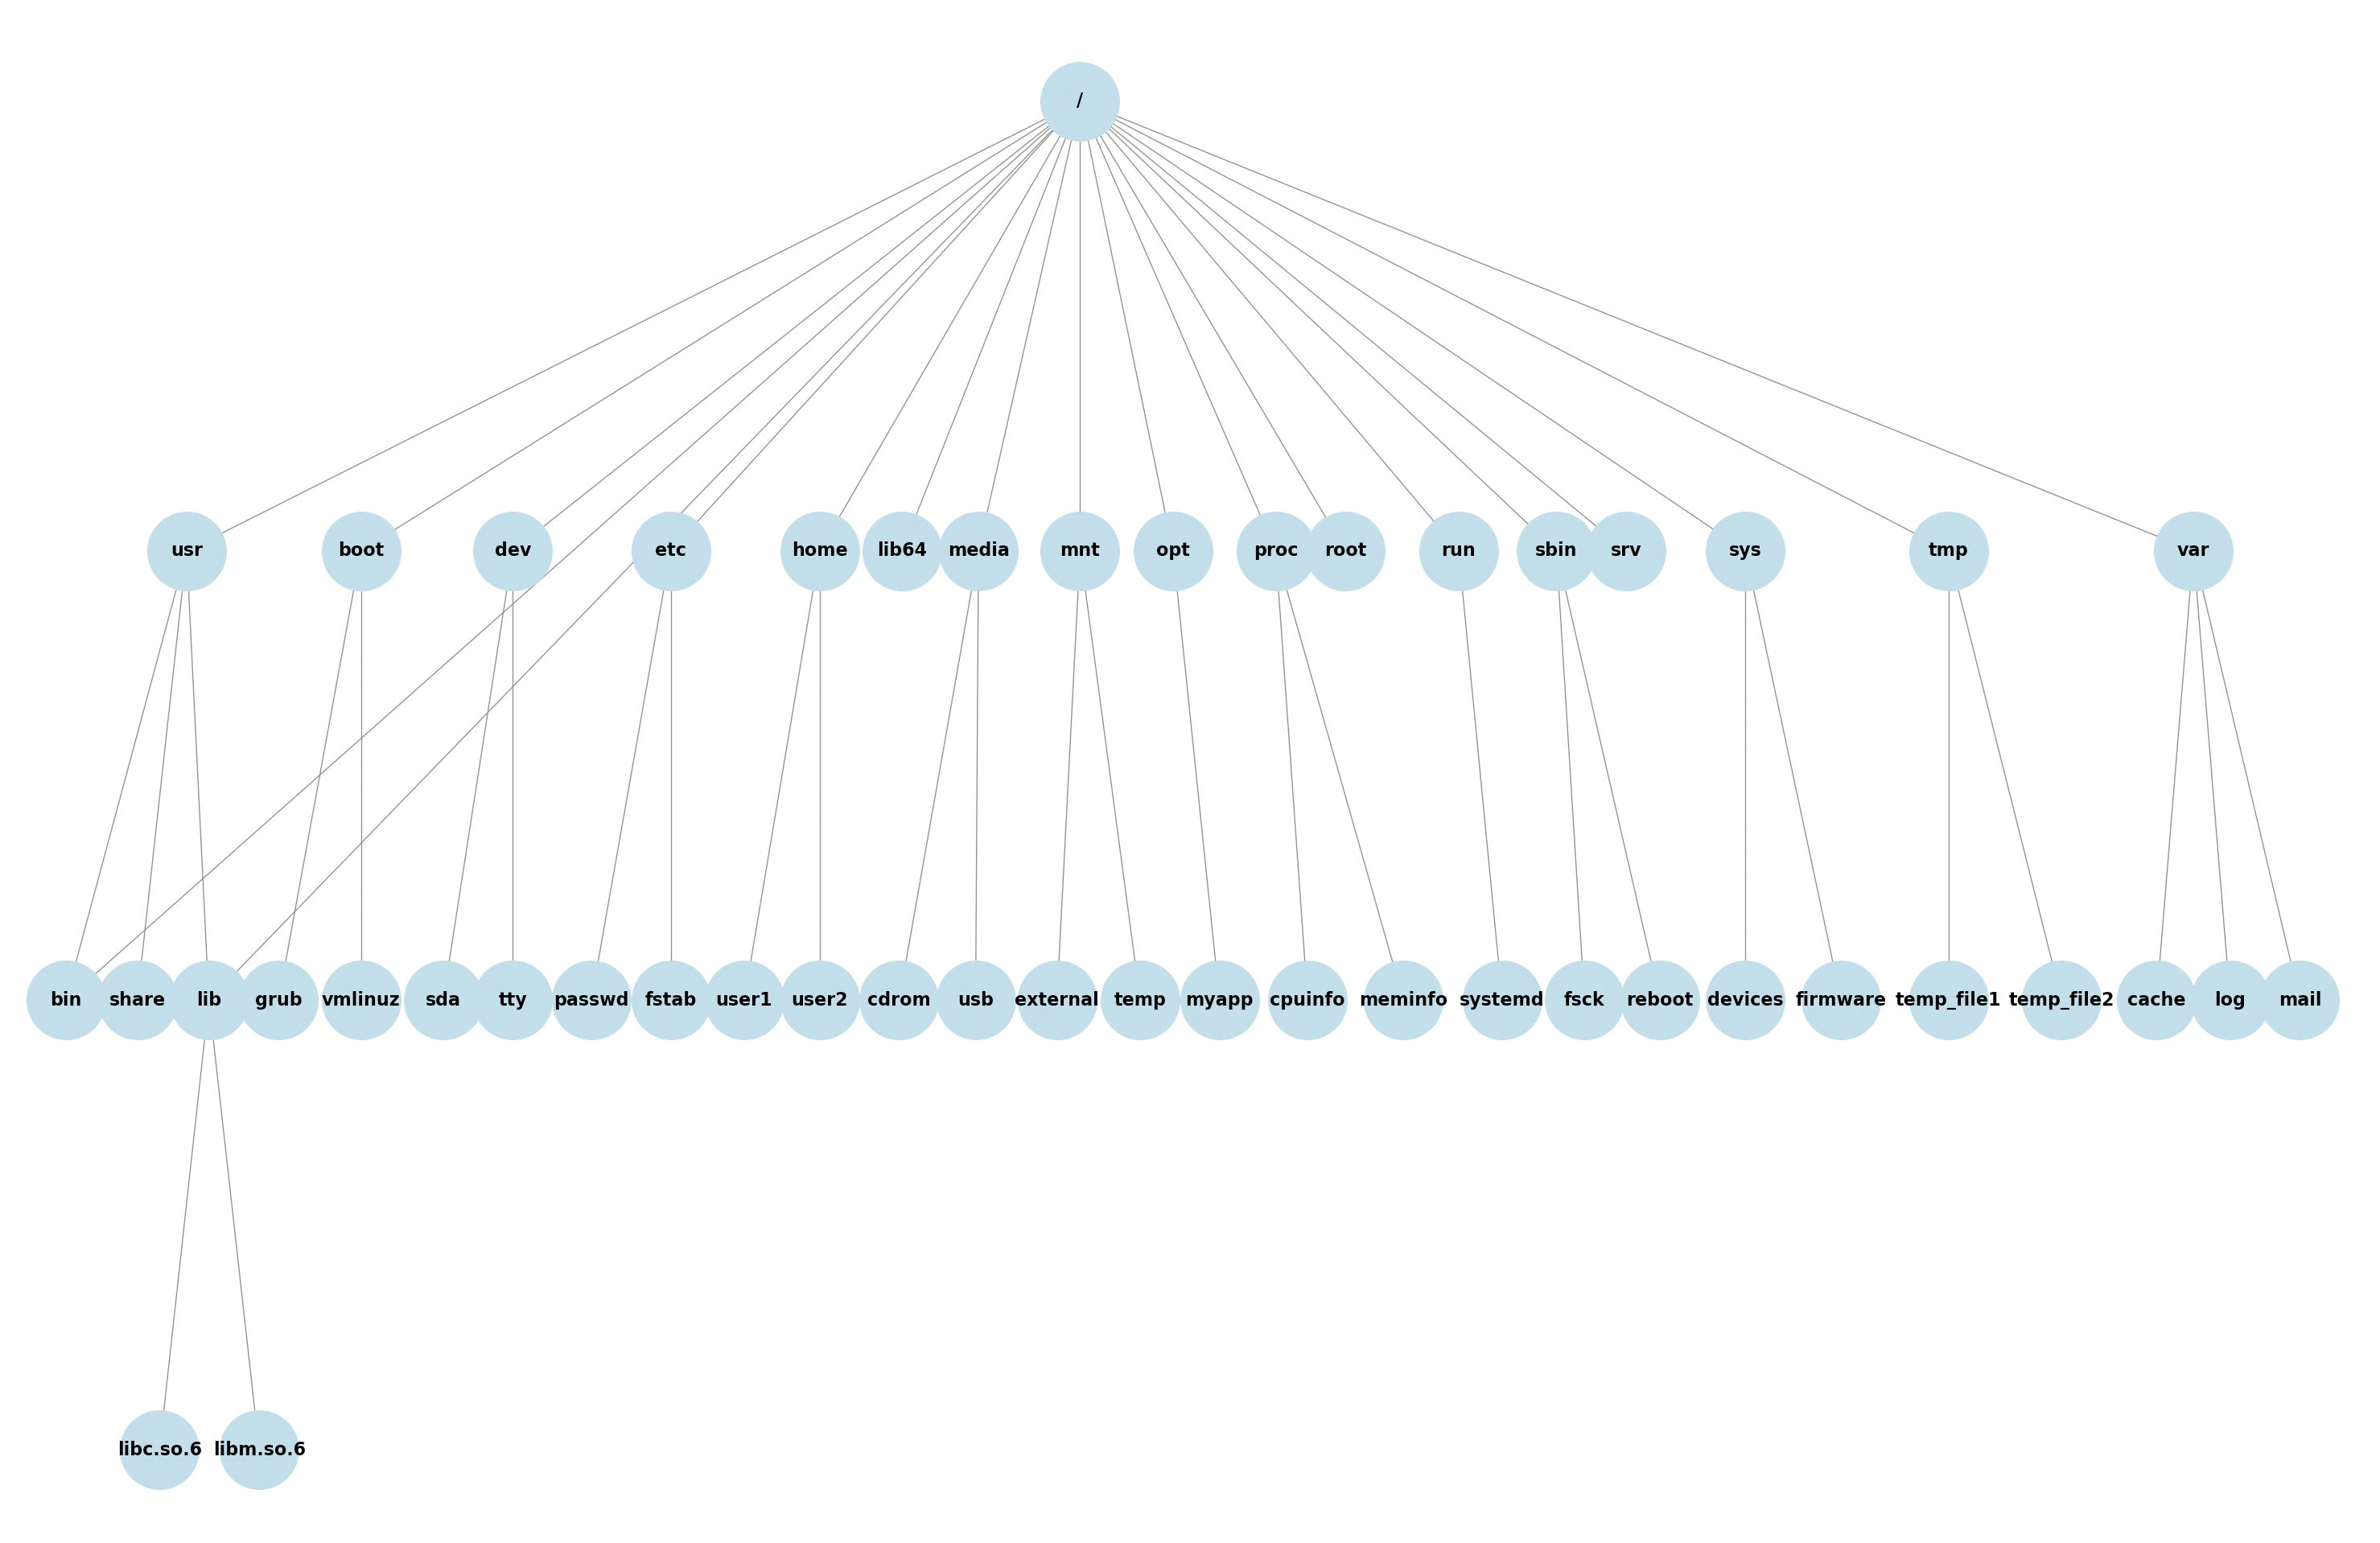 /
usr boot dev etc home lib64 media mnt opt proc root run sbin srv sys tmp var
bin share lib grub vmlinuz sda tty passwd fstab user1 user2 cdrom usb external temp myapp cpuinfo meminfo systemd fsck reboot devices firmware temp_file1 temp_file2 cache log mail
libc.so.6 libm.so.6